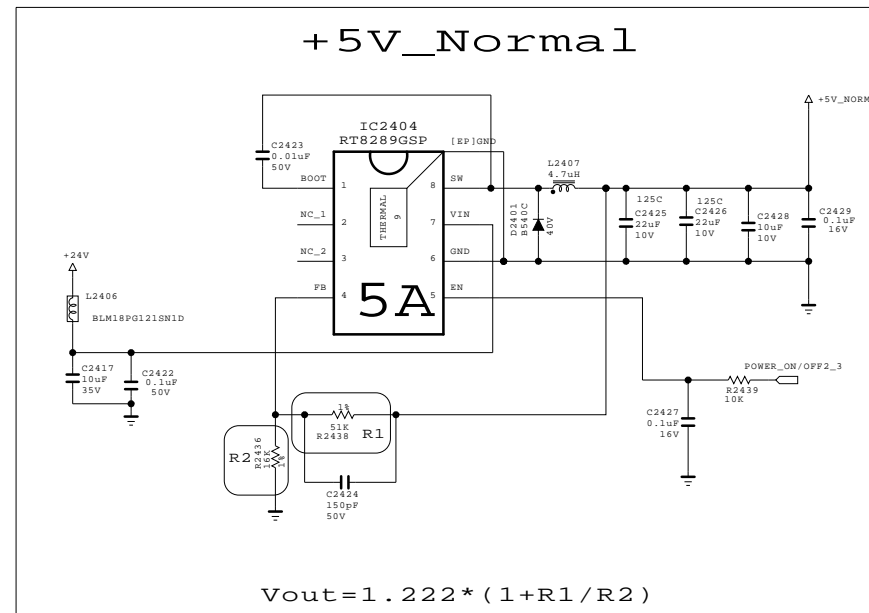 +5V_Normal
IC2404
RT8289GSP
[EP]GND
+5V_NORM
C2423
0.01uF
50V
BOOT
1
NC_1
2
NC_2
3
FB
4
THERMAL
9
5A
8
SW
7
VIN
6
GND
5
EN
L2407
4.7uH
D2401
B540C
40V
125C
C2425
22uF
10V
125C
C2426
22uF
10V
C2428
10uF
10V
C2429
0.1uF
16V
+24V
L2406
BLM18PG121SN1D
C2417
10uF
35V
C2422
0.1uF
50V
POWER_ON/OFF2_3
R2439
10K
C2427
0.1uF
16V
1%
51K
R2438
R1
R2
R2436
16K
1%
C2424
150pF
50V
Vout=1.222*(1+R1/R2)